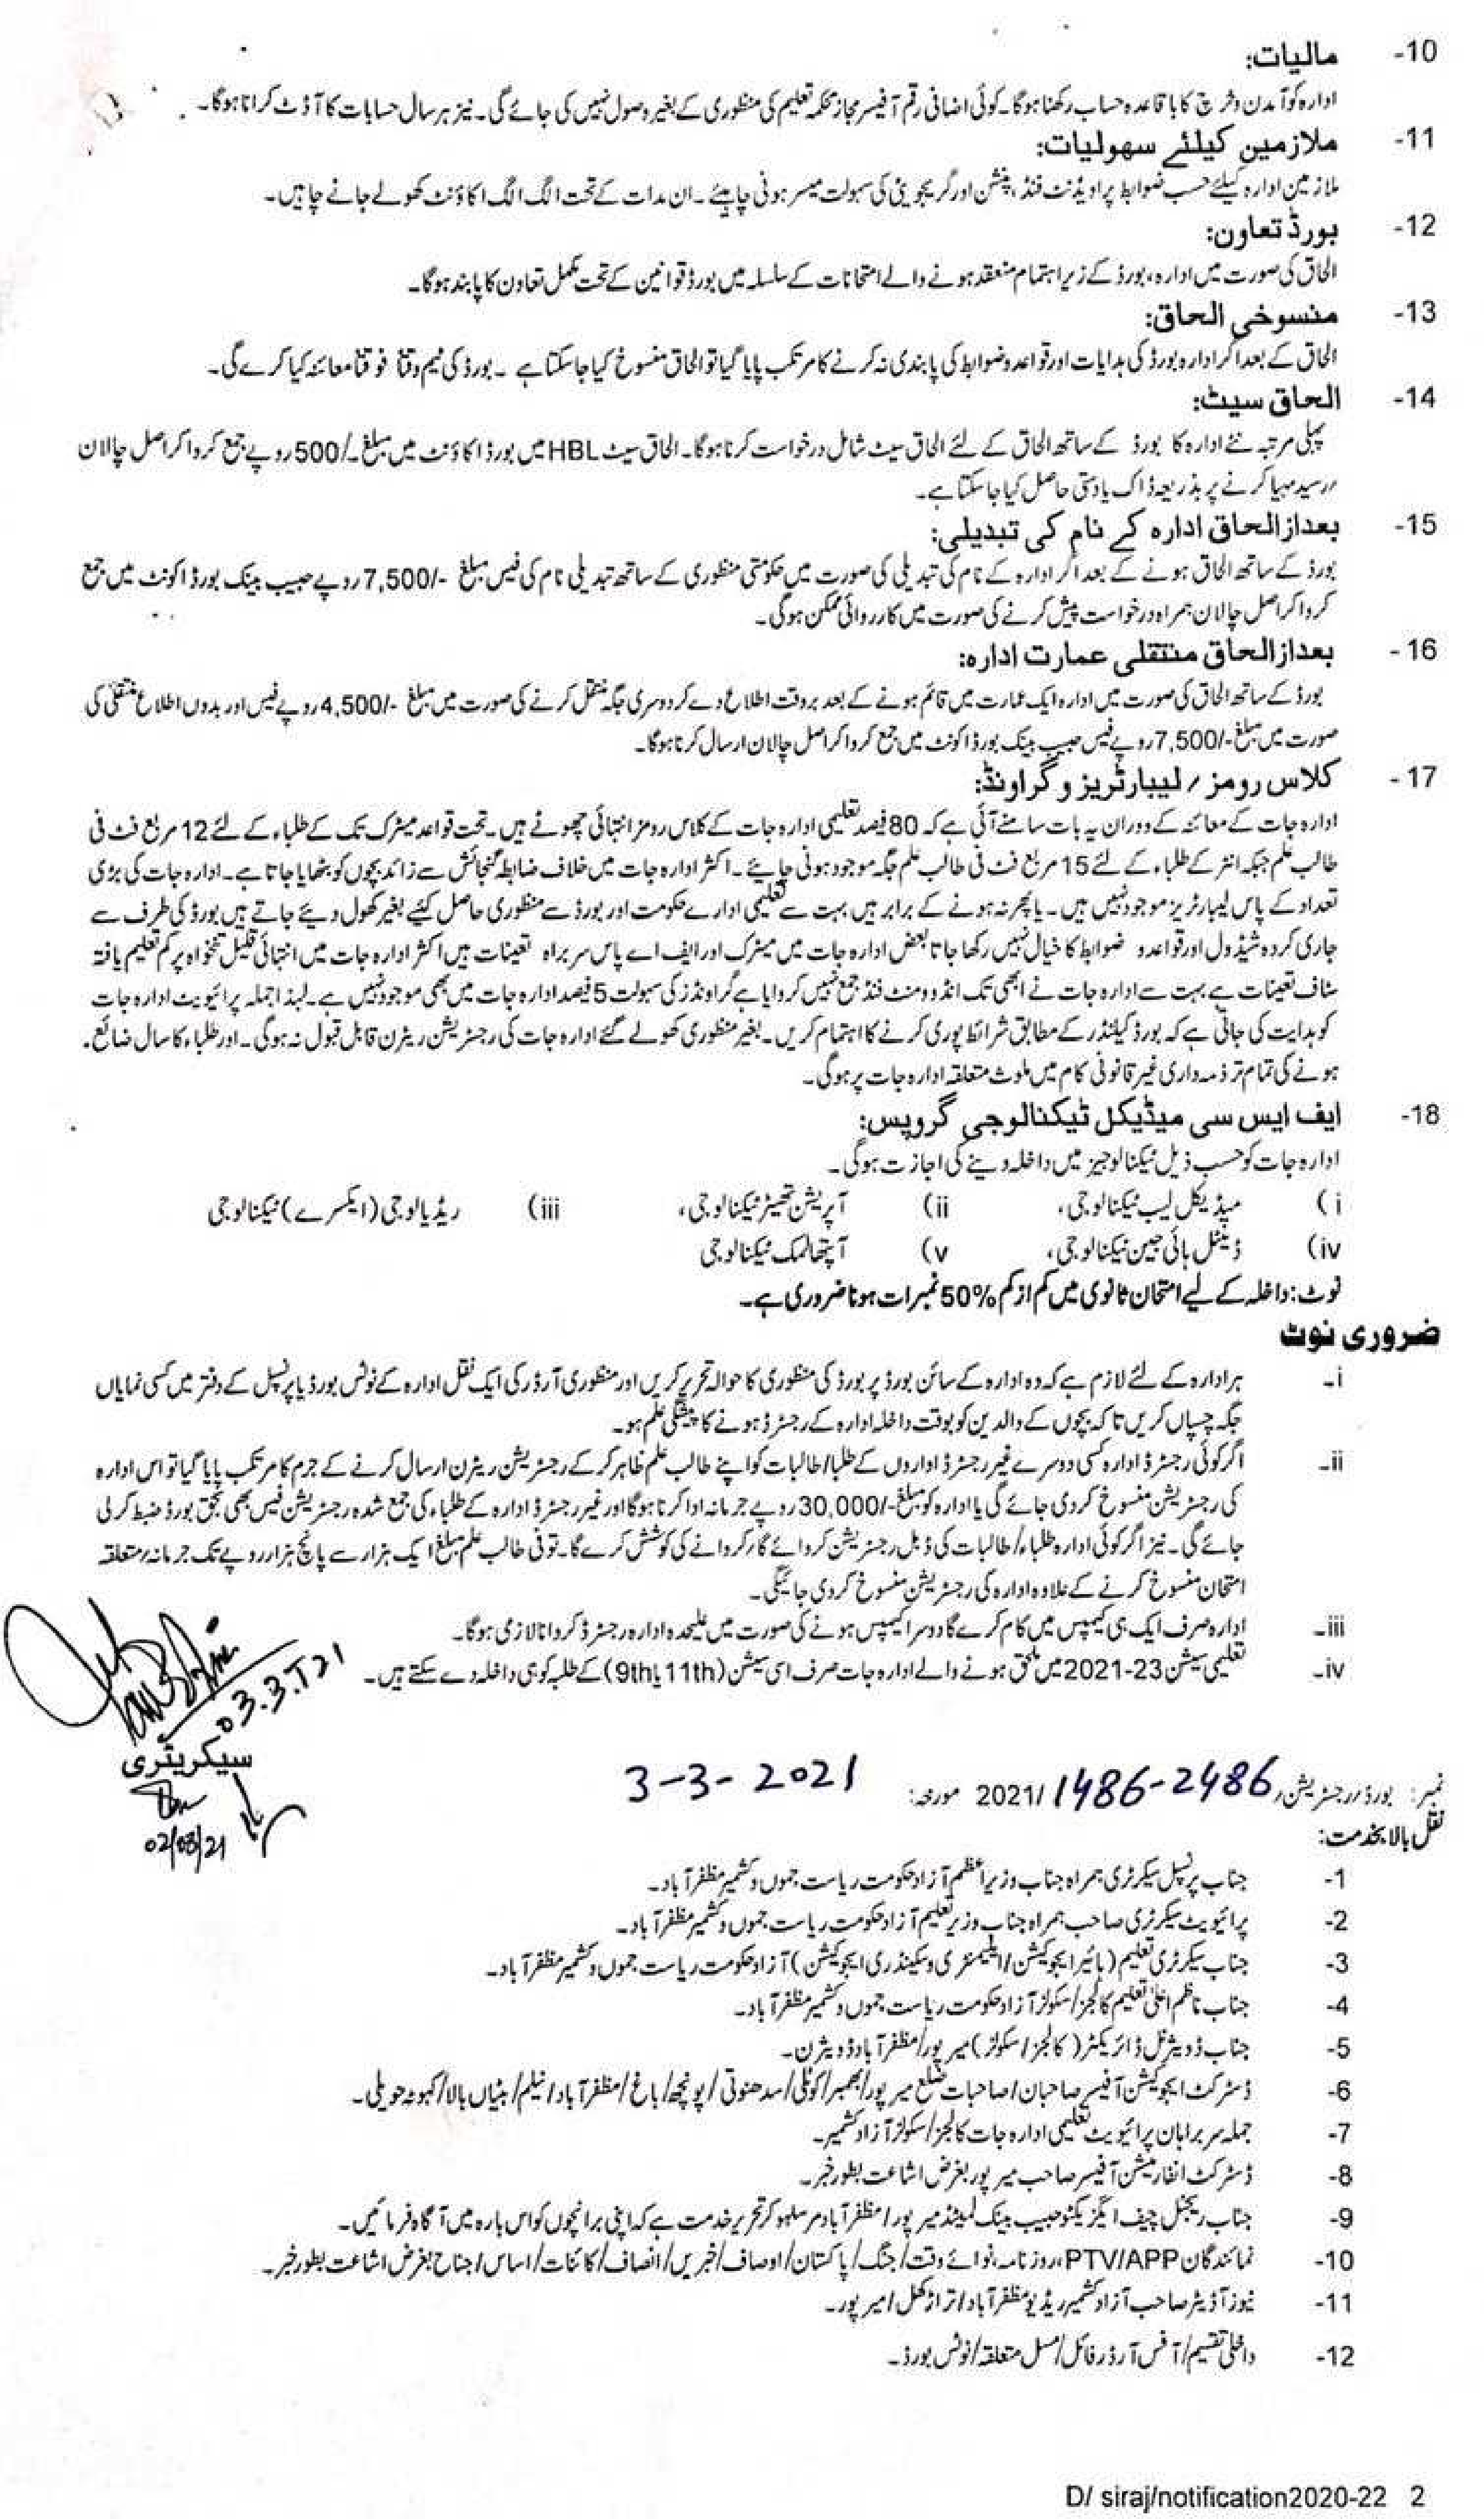 10- مالیات:
ادارہ کو آمدن و خرچ کا باقاعدہ حساب رکھنا ہوگا۔ کوئی اضافی رقم آفیسر مجاز محکمہ تعلیم کی منظوری کے بغیر وصول نہیں کی جائے گی۔ نیز ہر سال حسابات کا آڈٹ کرانا ہوگا۔
11- ملازمین کیلئے سہولیات:
ملازمین ادارہ کیلئے حسب ضوابط پراویڈنٹ فنڈ، پنشن اور گریجویٹی کی سہولت میسر ہونی چاہیئے۔ ان مدات کے تحت الگ الگ اکاؤنٹ کھولے جانے چاہیں۔
12- بورڈ تعاون:
الحاق کی صورت میں ادارہ، بورڈ کے زیر اہتمام منعقد ہونے والے امتحانات کے سلسلہ میں بورڈ قوانین کے تحت مکمل تعاون کا پابند ہوگا۔
13- منسوخی الحاق:
الحاق کے بعد اگر ادارہ بورڈ کی ہدایات اور قواعد و ضوابط کی پابندی نہ کرنے کا مرتکب پایا گیا تو الحاق منسوخ کیا جا سکتا ہے ۔ بورڈ کی ٹیم وقتاً فوقتاً معائنہ کیا کرے گی۔
14- الحاق سیٹ:
پہلی مرتبہ نئے ادارہ کا بورڈ کے ساتھ الحاق کے لئے الحاق سیٹ شامل درخواست کرنا ہوگا۔ الحاق سیٹ HBL میں بورڈ اکاؤنٹ میں مبلغ ۔/500 روپے جمع کروا کر اصل چالان
ررسید مہیا کرنے پر بذریعہ ڈاک یا دستی حاصل کیا جا سکتا ہے۔
15- بعداز الحاق ادارہ کے نام کی تبدیلی:
بورڈ کے ساتھ الحاق ہونے کے بعد اگر ادارہ کے نام کی تبدیلی کی صورت میں حکومتی منظوری کے ساتھ تبدیلی نام کی فیس مبلغ -/7,500 روپے حبیب بینک بورڈ اکونٹ میں جمع
کروا کر اصل چالان ہمراہ درخواست پیش کرنے کی صورت میں کارروائی ممکن ہوگی۔
16- بعداز الحاق منتقلی عمارت ادارہ:
بورڈ کے ساتھ الحاق کی صورت میں ادارہ ایک عمارت میں قائم ہونے کے بعد بروقت اطلاع دے کر دوسری جگہ منتقل کرنے کی صورت میں مبلغ -/4,500 روپے فیس اور بدوں اطلاع منتقلی کی
صورت میں مبلغ -/7,500 روپے فیس حبیب بینک بورڈ اکونٹ میں جمع کروا کر اصل چالان ارسال کرنا ہوگا۔
17- کلاس رومز / لیبارٹریز و گراونڈ:
ادارہ جات کے معائنہ کے دوران یہ بات سامنے آئی ہے کہ 80 فیصد تعلیمی ادارہ جات کے کلاس رومز انتہائی چھوٹے ہیں۔ تحت قواعد میٹرک تک کے طلباء کے لئے 12 مربع فٹ فی
طالب علم جبکہ انٹر کے طلباء کے لئے 15 مربع فٹ فی طالب علم جگہ موجود ہونی چاہیے۔ اکثر ادارہ جات میں خلاف ضابطہ گنجائش سے زائد بچوں کو بٹھایا جاتا ہے۔ ادارہ جات کی بڑی
تعداد کے پاس لیبارٹریز موجود نہیں ہیں۔ یا پھر نہ ہونے کے برابر ہیں بہت سے تعلیمی ادارے حکومت اور بورڈ سے منظوری حاصل کئیے بغیر کھول دیئے جاتے ہیں بورڈ کی طرف سے
جاری کردہ شیڈول اور قواعد و ضوابط کا خیال نہیں رکھا جاتا بعض ادارہ جات میں میٹرک اور ایف اے پاس سربراہ تعینات ہیں اکثر ادارہ جات میں انتہائی قلیل تنخواہ پر کم تعلیم یافتہ
سٹاف تعینات ہے بہت سے ادارہ جات نے ابھی تک انڈوومنٹ فنڈ جمع نہیں کروایا ہے گراونڈز کی سہولت 5 فیصد ادارہ جات میں بھی موجود نہیں ہے۔ لہذا جملہ پرائیویٹ ادارہ جات
کو ہدایت کی جاتی ہے کہ بورڈ کیلنڈر کے مطابق شرائط پوری کرنے کا اہتمام کریں۔ بغیر منظوری کھولے گئے ادارہ جات کی رجسٹریشن ریٹرن قابل قبول نہ ہوگی۔ اور طلباء کا سال ضائع
ہونے کی تمام تر ذمہ داری غیر قانونی کام میں ملوث متعلقہ ادارہ جات پر ہوگی۔
18- ایف ایس سی میڈیکل ٹیکنالوجی گروپس:
ادارہ جات کو حسب ذیل ٹیکنالوجیز میں داخلہ دینے کی اجازت ہوگی۔
i) میڈیکل لیب ٹیکنالوجی، ii) آپریشن تھیٹر ٹیکنالوجی، iii) ریڈیالوجی (ایکسرے) ٹیکنالوجی
iv) ڈینٹل ہائی جین ٹیکنالوجی، v) آپتھالمک ٹیکنالوجی
نوٹ: داخلہ کے لیے امتحان ثانوی میں کم از کم 50% نمبرات ہونا ضروری ہے۔
ضروری نوٹ
i۔ ہر ادارہ کے لئے لازم ہے کہ وہ ادارہ کے سائن بورڈ پر بورڈ کی منظوری کا حوالہ تحریر کریں اور منظوری آرڈر کی ایک نقل ادارہ کے نوٹس بورڈ یا پرنسپل کے دفتر میں کسی نمایاں
جگہ چسپاں کریں تاکہ بچوں کے والدین کو بوقت داخلہ ادارہ کے رجسٹرڈ ہونے کا پیشگی علم ہو۔
ii۔ اگر کوئی رجسٹرڈ ادارہ کسی دوسرے غیر رجسٹرڈ اداروں کے طلبا/طالبات کو اپنے طالب علم ظاہر کر کے رجسٹریشن ریٹرن ارسال کرنے کے جرم کا مرتکب پایا گیا تو اس ادارہ
کی رجسٹریشن منسوخ کردی جائے گی یا ادارہ کو مبلغ -/30,000 روپے جرمانہ ادا کرنا ہوگا اور غیر رجسٹرڈ ادارہ کے طلباء کی جمع شدہ رجسٹریشن فیس بھی بحق بورڈ ضبط کرلی
جائے گی۔ نیز اگر کوئی ادارہ طلباء/طالبات کی ڈبل رجسٹریشن کروائے گا / کروانے کی کوشش کرے گا۔ تو فی طالب علم مبلغ ایک ہزار سے پانچ ہزار روپے تک جرمانہ/متعلقہ
امتحان منسوخ کرنے کے علاوہ ادارہ کی رجسٹریشن منسوخ کردی جائیگی۔
iii۔ ادارہ صرف ایک ہی کیمپس میں کام کرے گا دوسرا کیمپس ہونے کی صورت میں علیحدہ ادارہ رجسٹرڈ کروانا لازمی ہوگا۔
iv۔ تعلیمی سیشن 23-2021 میں ملحق ہونے والے ادارہ جات صرف اسی سیشن (9th یا 11th) کے طلبہ کو ہی داخلہ دے سکتے ہیں۔
03.3.T21
سیکریٹری
02/03/21
نمبر: بورڈ/رجسٹریشن/ 1486-2486 /2021 مورخہ: 3-3-2021
نقل بالا بخدمت:
1- جناب پرنسپل سیکرٹری ہمراہ جناب وزیراعظم آزاد حکومت ریاست جموں و کشمیر مظفرآباد۔
2- پرائیویٹ سیکرٹری صاحب ہمراہ جناب وزیر تعلیم آزاد حکومت ریاست جموں و کشمیر مظفرآباد۔
3- جناب سیکرٹری تعلیم (ہائیر ایجوکیشن/ایلیمنٹری و سیکنڈری ایجوکیشن) آزاد حکومت ریاست جموں و کشمیر مظفرآباد۔
4- جناب ناظم اعلیٰ تعلیم کالجز/سکولز آزاد حکومت ریاست جموں و کشمیر مظفرآباد۔
5- جناب ڈویثرنل ڈائریکٹر (کالجز/سکولز) میرپور/مظفرآباد ڈویثرن۔
6- ڈسٹرکٹ ایجوکیشن آفیسر صاحبان/صاحبات ضلع میرپور/بھمبر/کوٹلی/سدھنوتی/پونچھ/باغ/مظفرآباد/نیلم/ہٹیاں بالا/کہوٹہ حویلی۔
7- جملہ سربراہان پرائیویٹ تعلیمی ادارہ جات کالجز/سکولز آزاد کشمیر۔
8- ڈسٹرکٹ انفارمیشن آفیسر صاحب میرپور بغرض اشاعت بطور خبر۔
9- جناب ریجنل چیف ایگزیکٹو حبیب بینک لمیٹڈ میرپور/مظفرآباد مرسلہ ہو کر تحریر خدمت ہے کہ اپنی برانچوں کو اس بارہ میں آگاہ فرمائیں۔
10- نمائندگان PTV/APP، روزنامہ نوائے وقت/جنگ/پاکستان/اوصاف/خبریں/انصاف/کائنات/اساس/جناح بغرض اشاعت بطور خبر۔
11- نیوز آڈیٹر صاحب آزاد کشمیر ریڈیو مظفرآباد/تراڑکھل/میرپور۔
12- داخلی تقسیم/آفس آرڈر فائل/مسل متعلقہ/نوٹس بورڈ۔
D/ siraj/notification2020-22 2